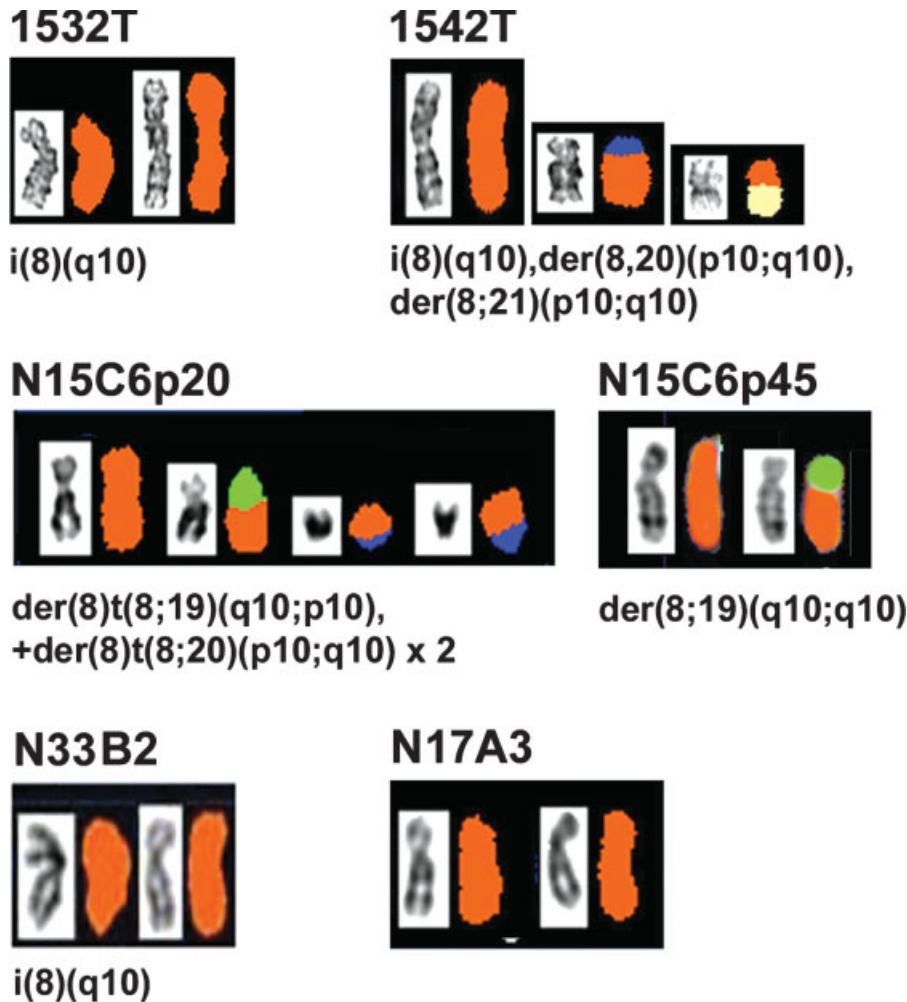 1532T
1542T
i(8)(q10)
i(8)(q10),der(8,20)(p10;q10),
der(8;21)(p10;q10)
N15C6p20
N15C6p45
der(8)t(8;19)(q10;p10),
+der(8)t(8;20)(p10;q10) x 2
der(8;19)(q10;q10)
N33B2
N17A3
i(8)(q10)